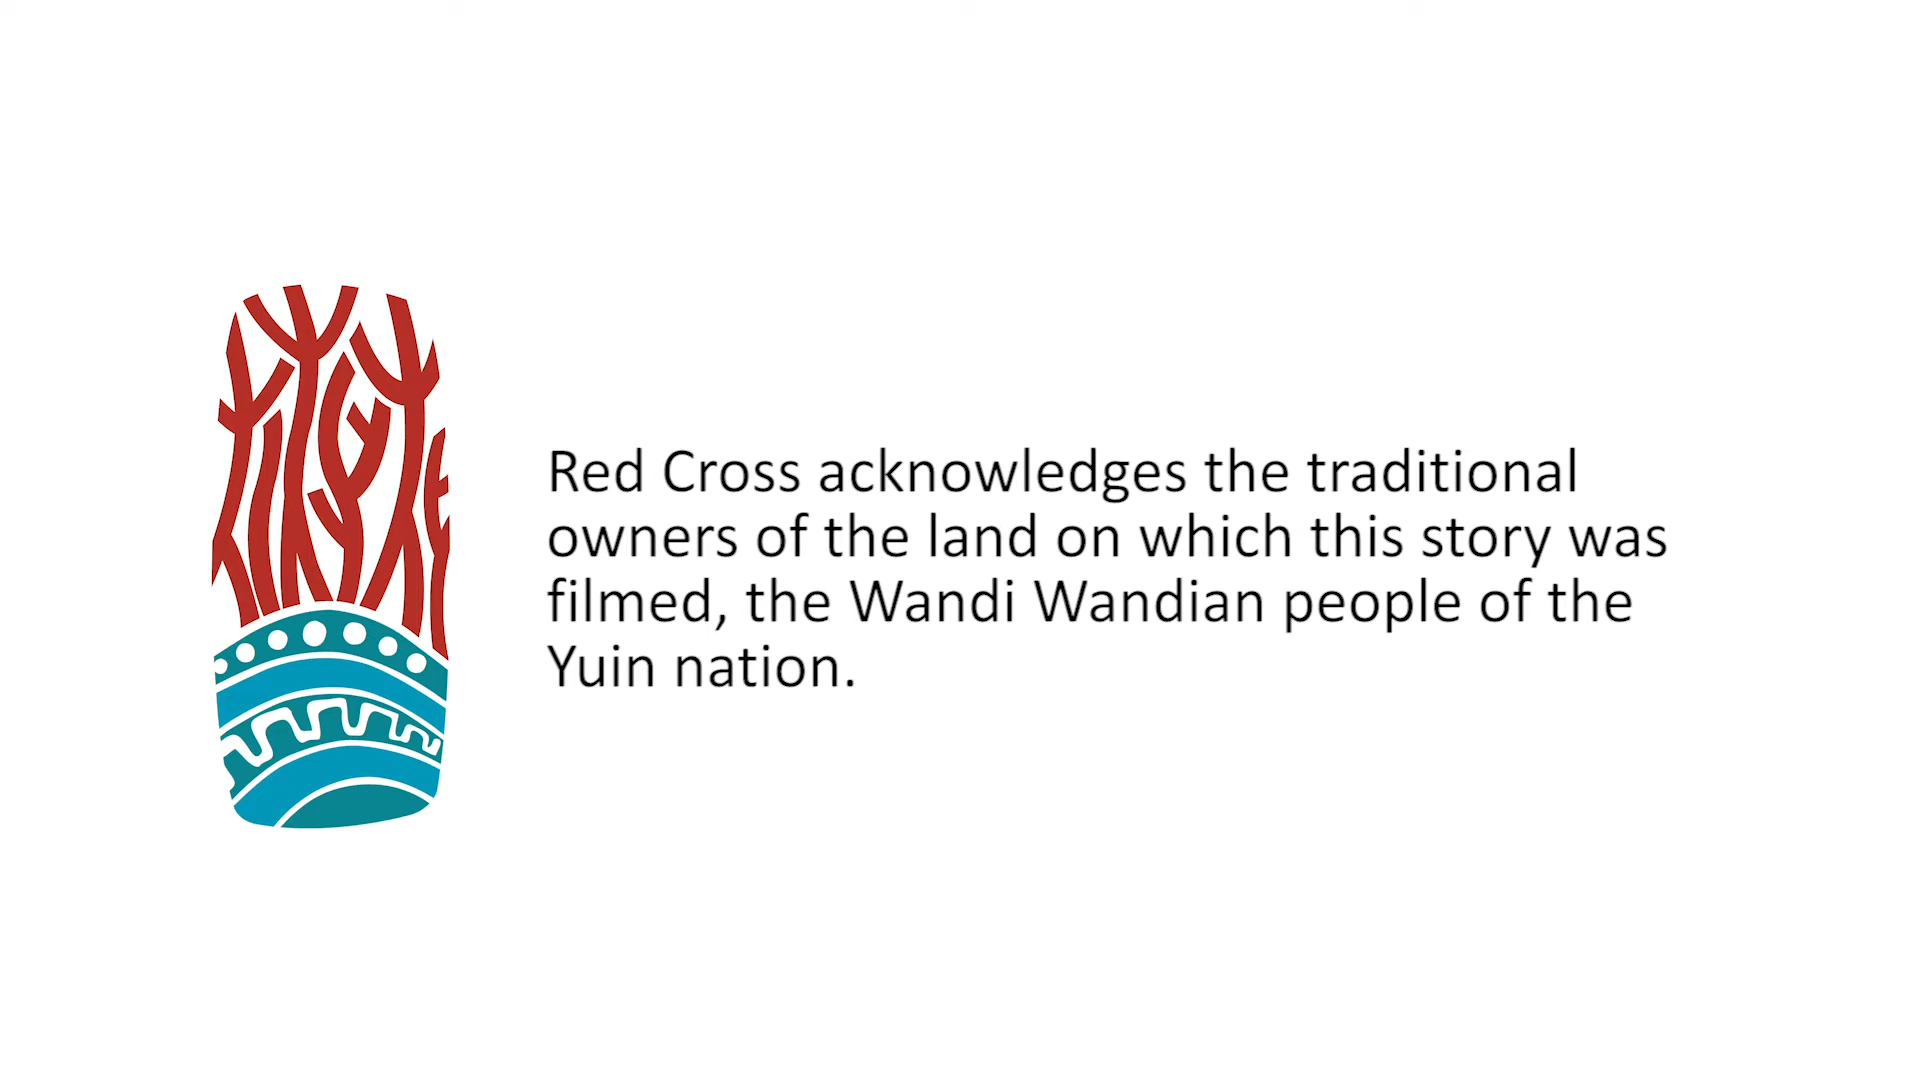 Red Cross acknowledges the traditional
owners of the land on which this story was
filmed, the Wandi Wandian people of the
Yuin nation.